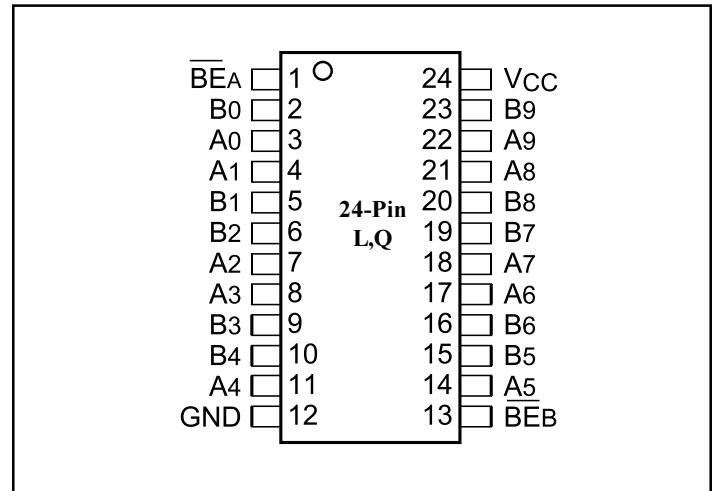 B̅E̅A 1 24 VCC
B0 2 23 B9
A0 3 22 A9
A1 4 21 A8
B1 5 20 B8
B2 6 19 B7
A2 7 18 A7
A3 8 17 A6
B3 9 16 B6
B4 10 15 B5
A4 11 14 A5
GND 12 13 B̅E̅B
24-Pin
L,Q